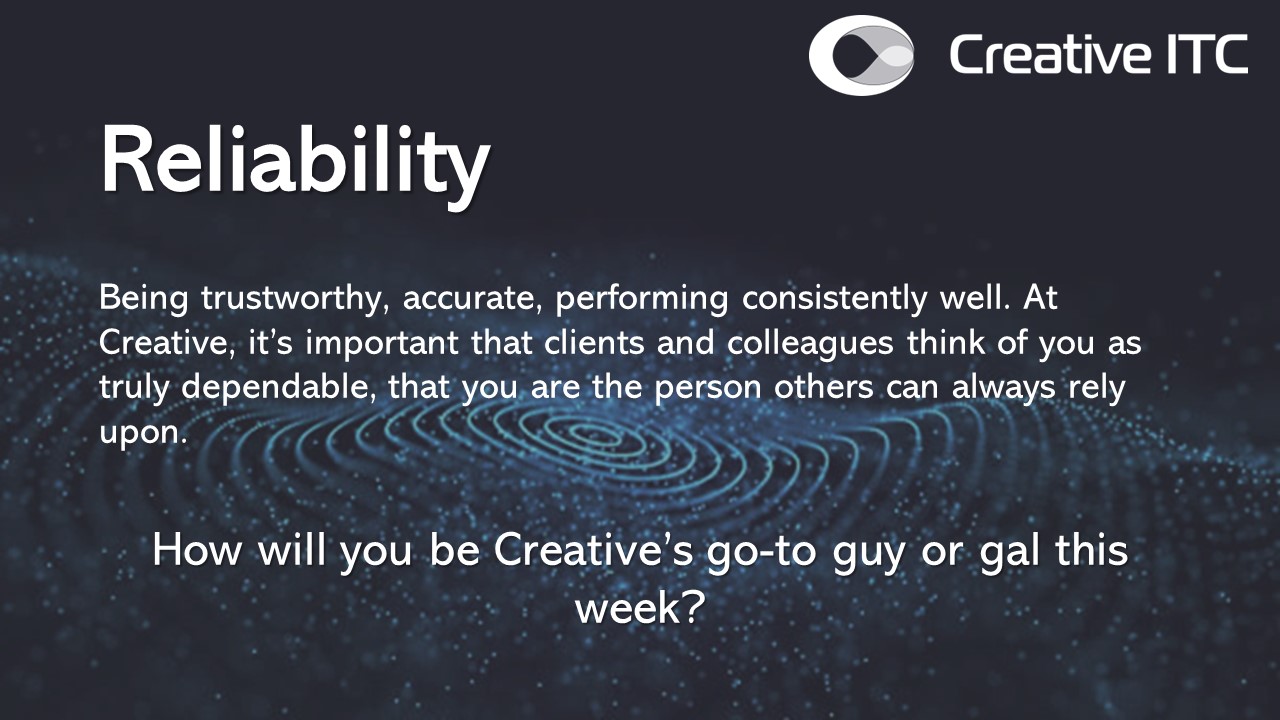 Creative ITC
Reliability
Being trustworthy, accurate, performing consistently well. At
Creative, it’s important that clients and colleagues think of you as
truly dependable, that you are the person others can always rely
upon.
How will you be Creative’s go-to guy or gal this
week?